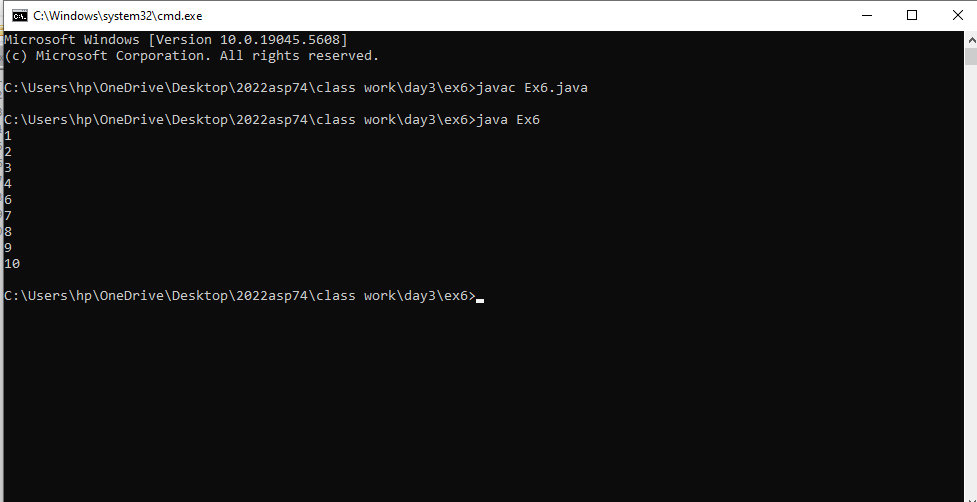 C:\Windows\system32\cmd.exe
Microsoft Windows [Version 10.0.19045.5608]
(c) Microsoft Corporation. All rights reserved.
C:\Users\hp\OneDrive\Desktop\2022asp74\class work\day3\ex6>javac Ex6.java
C:\Users\hp\OneDrive\Desktop\2022asp74\class work\day3\ex6>java Ex6
1
2
3
4
6
7
8
9
10
C:\Users\hp\OneDrive\Desktop\2022asp74\class work\day3\ex6>